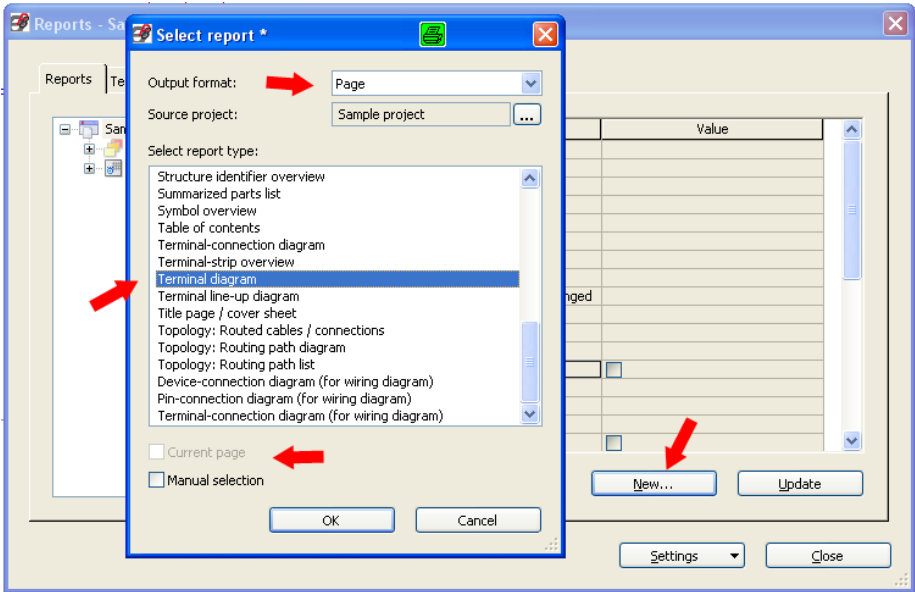 Reports - Sa
Select report *
Reports
Te
Output format:
Page
Source project:
Sample project
...
San
Value
Select report type:
Structure identifier overview
Summarized parts list
Symbol overview
Table of contents
Terminal-connection diagram
Terminal-strip overview
Terminal diagram
Terminal line-up diagram
nged
Title page / cover sheet
Topology: Routed cables / connections
Topology: Routing path diagram
Topology: Routing path list
Device-connection diagram (for wiring diagram)
Pin-connection diagram (for wiring diagram)
Terminal-connection diagram (for wiring diagram)
Current page
Manual selection
New...
Update
OK
Cancel
Settings
Close